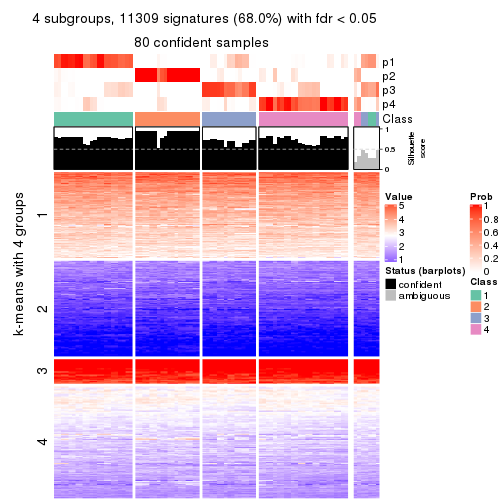 4 subgroups, 11309 signatures (68.0%) with fdr < 0.05
80 confident samples
p1
p2
p3
p4
Class
1
0.5
0
Silhouette
score
k-means with 4 groups
1
2
3
4
Value
5
4
3
2
1
Status (barplots)
confident
ambiguous
Prob
1
0.8
0.6
0.4
0.2
0
Class
1
2
3
4